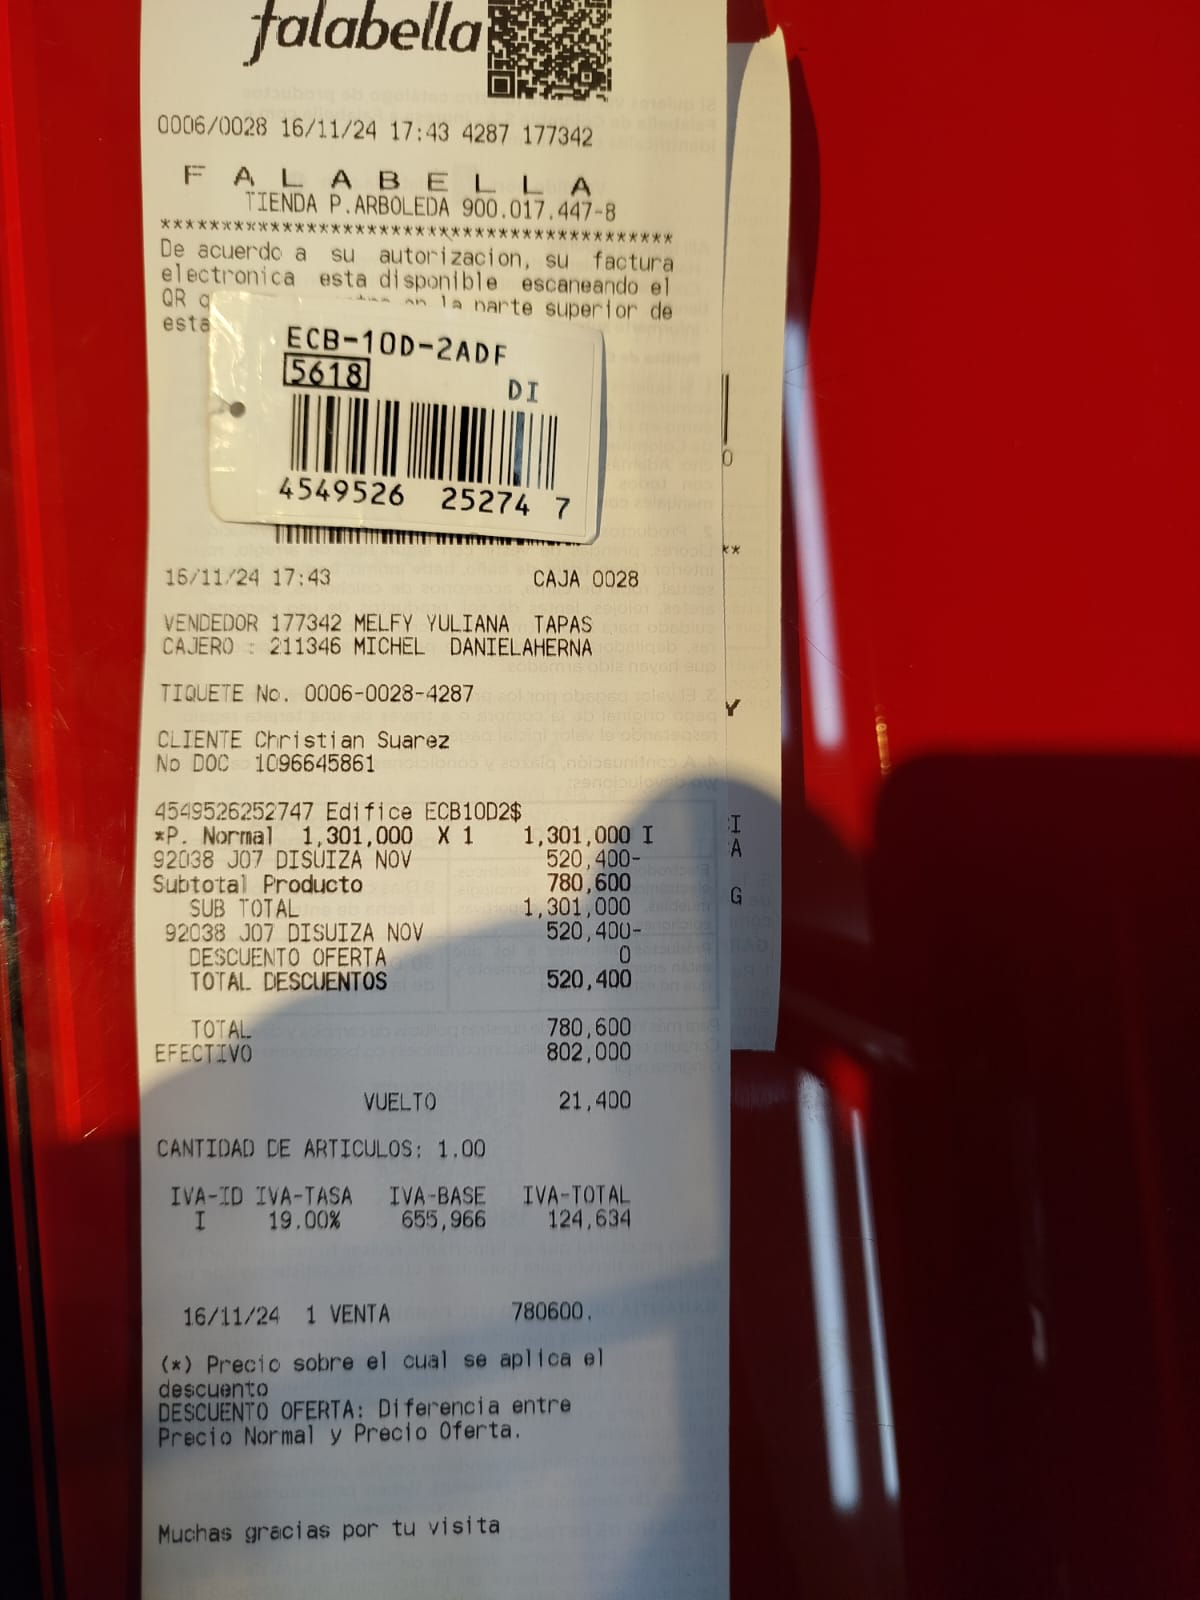 falabella
0006/0028 16/11/24 17:43 4287 177342
F A L A B E L L A
TIENDA P.ARBOLEDA 900.017.447-8
*******************************************
De acuerdo a su autorizacion, su factura
electronica esta disponible escaneando el
QR en la parte superior de
esta
ECB-10D-2ADF
5618
DI
4549526 25274 7
16/11/24 17:43 CAJA 0028
VENDEDOR 177342 MELFY YULIANA TAPAS
CAJERO : 211346 MICHEL DANIELAHERNA
TIQUETE No. 0006-0028-4287
CLIENTE Christian Suarez
No DOC 1096645861
4549526252747 Edifice ECB10D2$
*P. Normal 1,301,000 X 1 1,301,000 I
92038 J07 DISUIZA NOV 520,400-
Subtotal Producto 780,600
SUB TOTAL 1,301,000
92038 J07 DISUIZA NOV 520,400-
DESCUENTO OFERTA 0
TOTAL DESCUENTOS 520,400
TOTAL 780,600
EFECTIVO 802,000
VUELTO 21,400
CANTIDAD DE ARTICULOS: 1.00
IVA-ID IVA-TASA IVA-BASE IVA-TOTAL
I 19.00% 655,966 124,634
16/11/24 1 VENTA 780600.
(*) Precio sobre el cual se aplica el
descuento
DESCUENTO OFERTA: Diferencia entre
Precio Normal y Precio Oferta.
Muchas gracias por tu visita